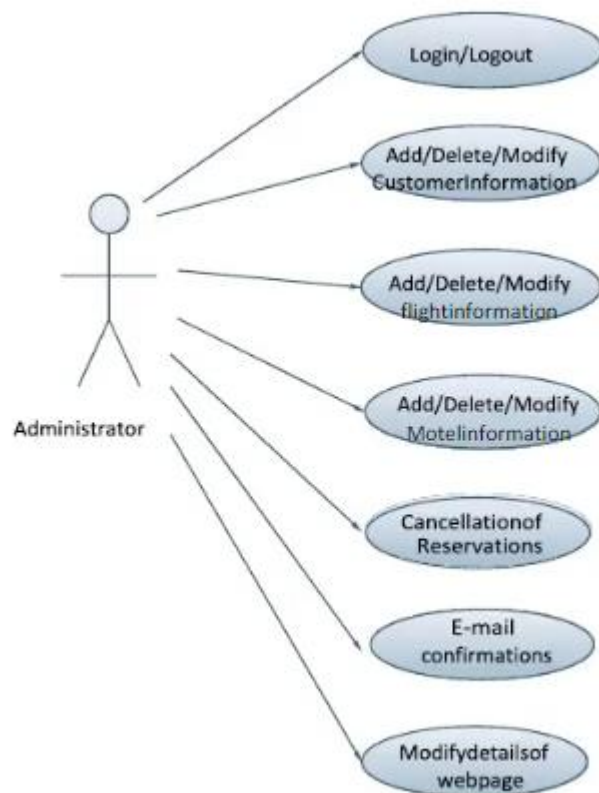 Login/Logout
Add/Delete/Modify
CustomerInformation
Add/Delete/Modify
flightinformation
Add/Delete/Modify
Motelinformation
Administrator
Cancellationof
Reservations
E-mail
confirmations
Modifydetailsof
webpage